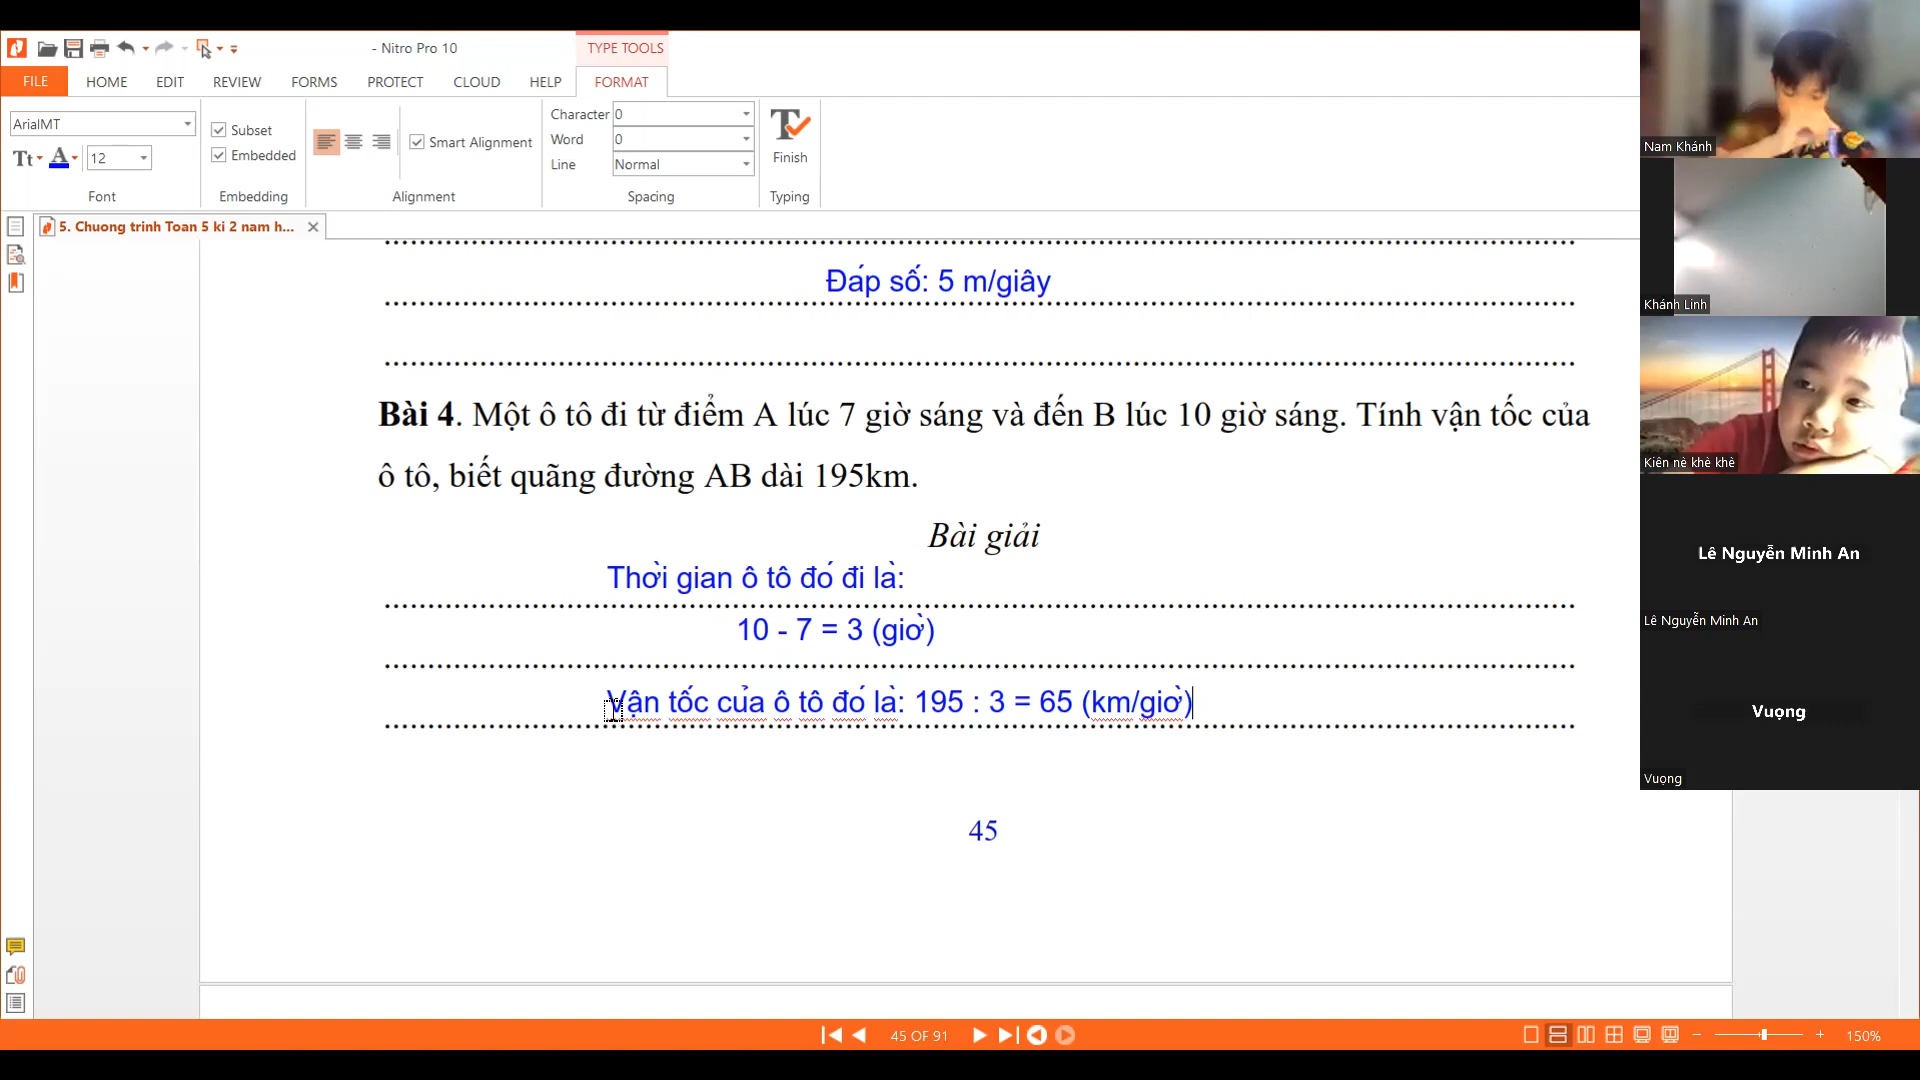 - Nitro Pro 10
TYPE TOOLS
FILE HOME EDIT REVIEW FORMS PROTECT CLOUD HELP FORMAT
ArialMT
12
Font
Subset
Embedded
Embedding
Smart Alignment
Alignment
Character 0
Word 0
Line Normal
Spacing
Finish
Typing
5. Chuong trinh Toan 5 ki 2 nam h...
Đáp số: 5 m/giây
Bài 4. Một ô tô đi từ điểm A lúc 7 giờ sáng và đến B lúc 10 giờ sáng. Tính vận tốc của
ô tô, biết quãng đường AB dài 195km.
Bài giải
Thời gian ô tô đó đi là:
10 - 7 = 3 (giờ)
Vận tốc của ô tô đó là: 195 : 3 = 65 (km/giờ)
45
45 OF 91
150%
Nam Khánh
Khánh Linh
Kiên nè khè khè
Lê Nguyễn Minh An
Lê Nguyễn Minh An
Vuọng
Vuọng